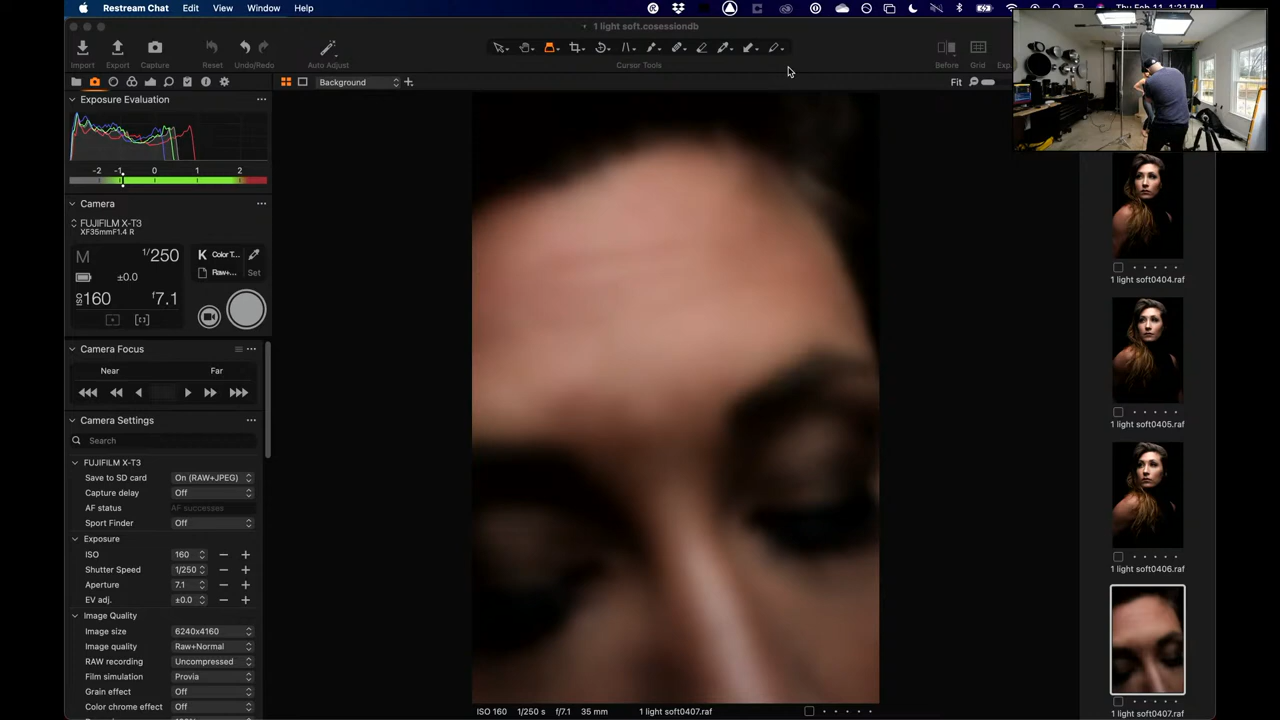 Restream Chat Edit View Window Help
1 light soft.cosessiondb
Import Export Capture Reset Undo/Redo Auto Adjust Cursor Tools Before Grid
Background Fit
Exposure Evaluation
-2 -1 0 1 2
Camera
FUJIFILM X-T3
XF35mmF1.4 R
M 1/250
±0.0
ISO 160 f7.1
K Color T...
Raw+... Set
Camera Focus
Near Far
Camera Settings
Search
FUJIFILM X-T3
Save to SD card On (RAW+JPEG)
Capture delay Off
AF status AF successes
Sport Finder Off
Exposure
ISO 160
Shutter Speed 1/250
Aperture 7.1
EV adj. ±0.0
Image Quality
Image size 6240x4160
Image quality Raw+Normal
RAW recording Uncompressed
Film simulation Provia
Grain effect Off
Color chrome effect Off
ISO 160 1/250 s f/7.1 35 mm 1 light soft0407.raf
1 light soft0404.raf
1 light soft0405.raf
1 light soft0406.raf
1 light soft0407.raf